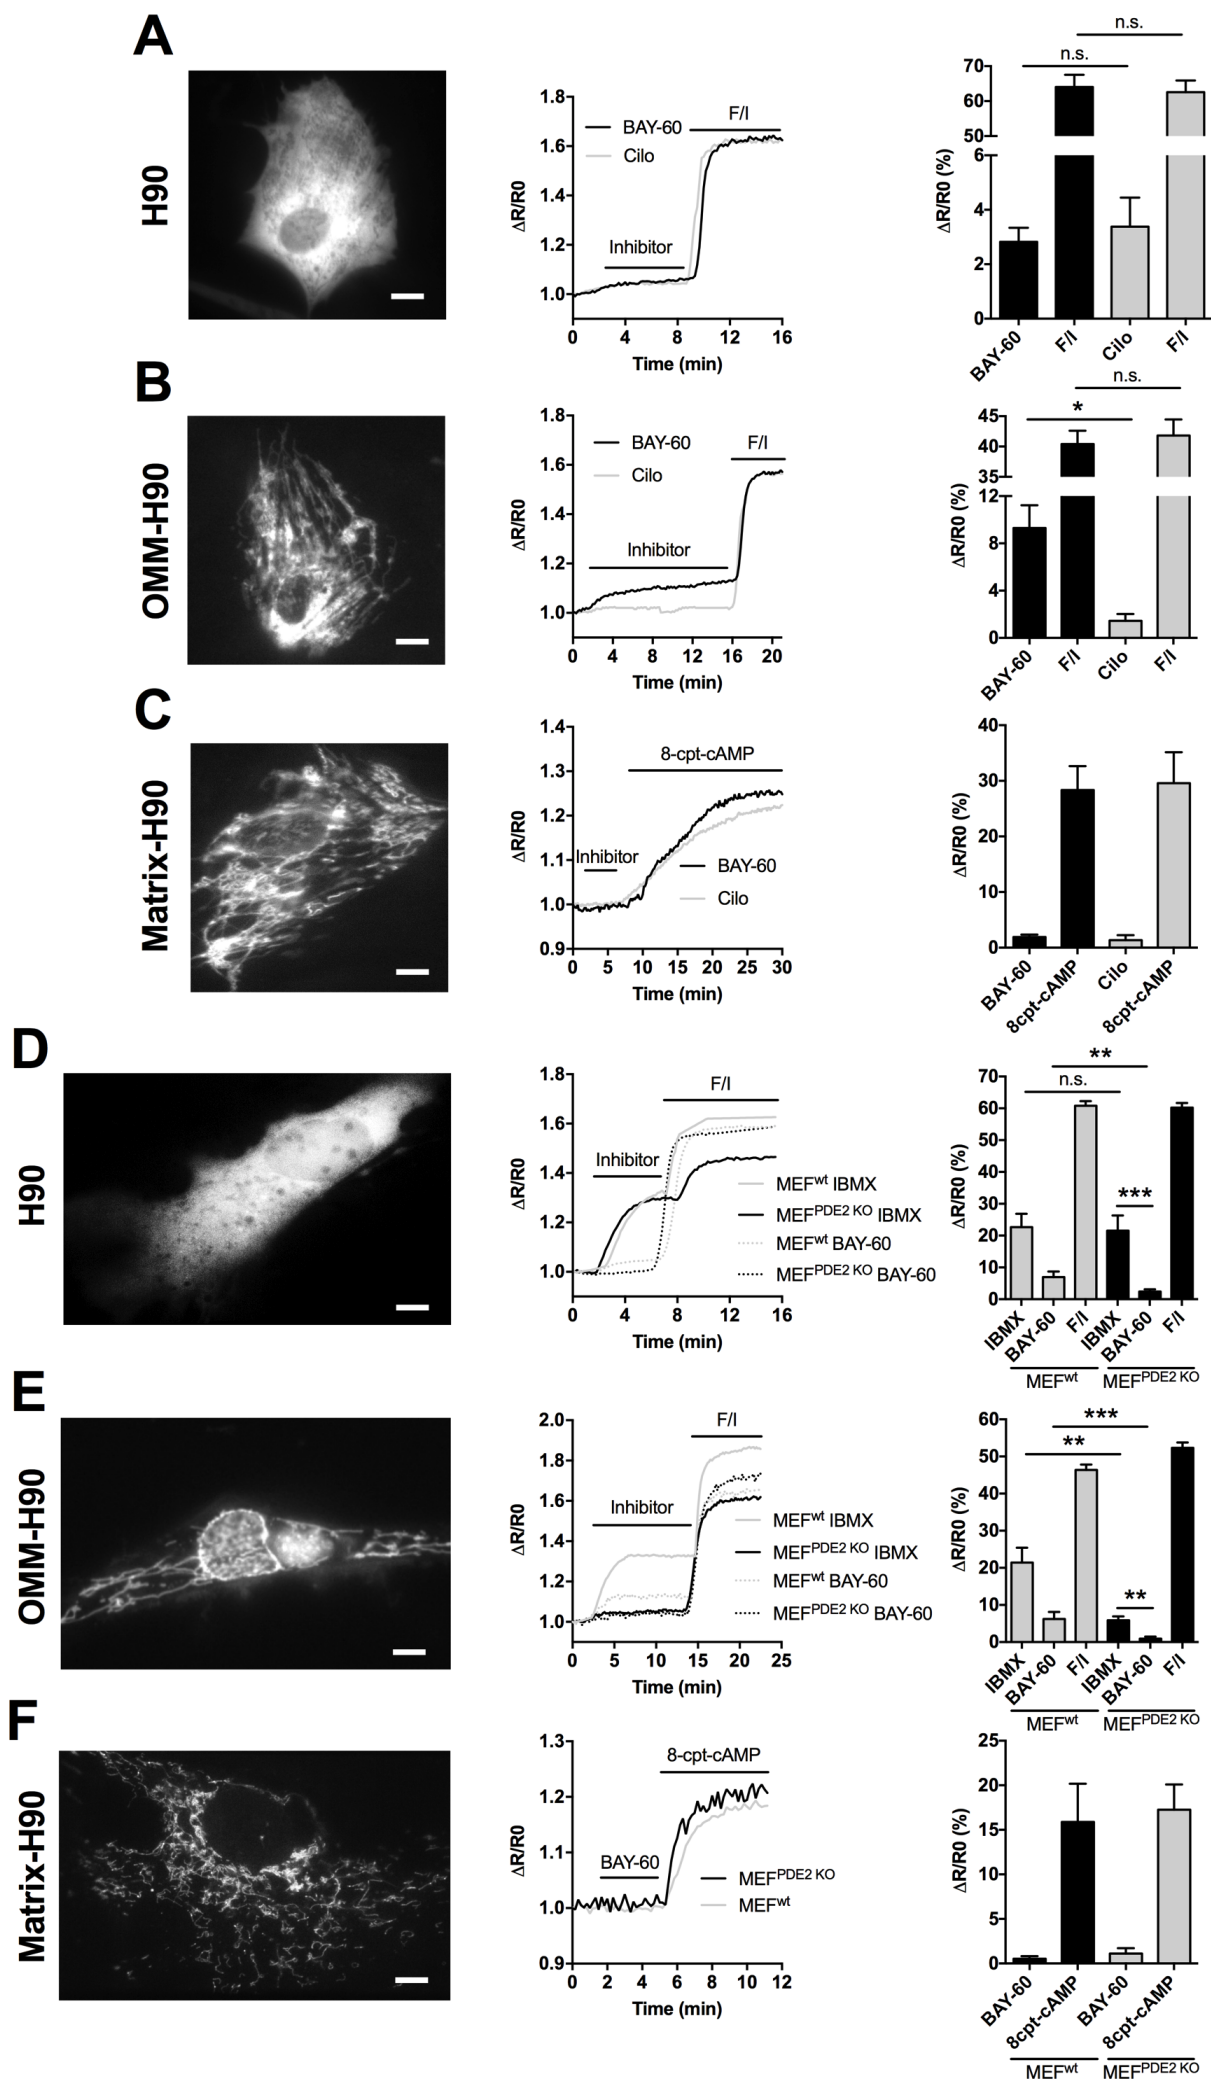 A
H90
1.8
1.6
1.4
1.2
1.0
ΔR/R0
BAY-60
Cilo
F/I
Inhibitor
0 4 8 12 16
Time (min)
n.s.
n.s.
70
60
50
6
4
2
0
ΔR/R0 (%)
BAY-60 F/I Cilo F/I
B
OMM-H90
1.8
1.6
1.4
1.2
1.0
ΔR/R0
BAY-60
Cilo
F/I
Inhibitor
0 4 8 12 16 20
Time (min)
n.s.
*
45
40
35
12
8
4
0
ΔR/R0 (%)
BAY-60 F/I Cilo F/I
C
Matrix-H90
1.4
1.3
1.2
1.1
1.0
0.9
ΔR/R0
8-cpt-cAMP
Inhibitor
BAY-60
Cilo
0 5 10 15 20 25 30
Time (min)
40
30
20
10
0
ΔR/R0 (%)
BAY-60 8cpt-cAMP Cilo 8cpt-cAMP
D
H90
1.8
1.6
1.4
1.2
1.0
ΔR/R0
F/I
Inhibitor
MEFwt IBMX
MEFPDE2 KO IBMX
MEFwt BAY-60
MEFPDE2 KO BAY-60
0 4 8 12 16
Time (min)
**
n.s.
***
70
60
50
40
30
20
10
0
ΔR/R0 (%)
IBMX BAY-60 F/I IBMX BAY-60 F/I
MEFwt MEFPDE2 KO
E
OMM-H90
2.0
1.8
1.6
1.4
1.2
1.0
ΔR/R0
F/I
Inhibitor
MEFwt IBMX
MEFPDE2 KO IBMX
MEFwt BAY-60
MEFPDE2 KO BAY-60
0 5 10 15 20 25
Time (min)
***
**
**
60
50
40
30
20
10
0
ΔR/R0 (%)
IBMX BAY-60 F/I IBMX BAY-60 F/I
MEFwt MEFPDE2 KO
F
Matrix-H90
1.3
1.2
1.1
1.0
0.9
ΔR/R0
8-cpt-cAMP
BAY-60
MEFPDE2 KO
MEFwt
0 2 4 6 8 10 12
Time (min)
25
20
15
10
5
0
ΔR/R0 (%)
BAY-60 8cpt-cAMP BAY-60 8cpt-cAMP
MEFwt MEFPDE2 KO